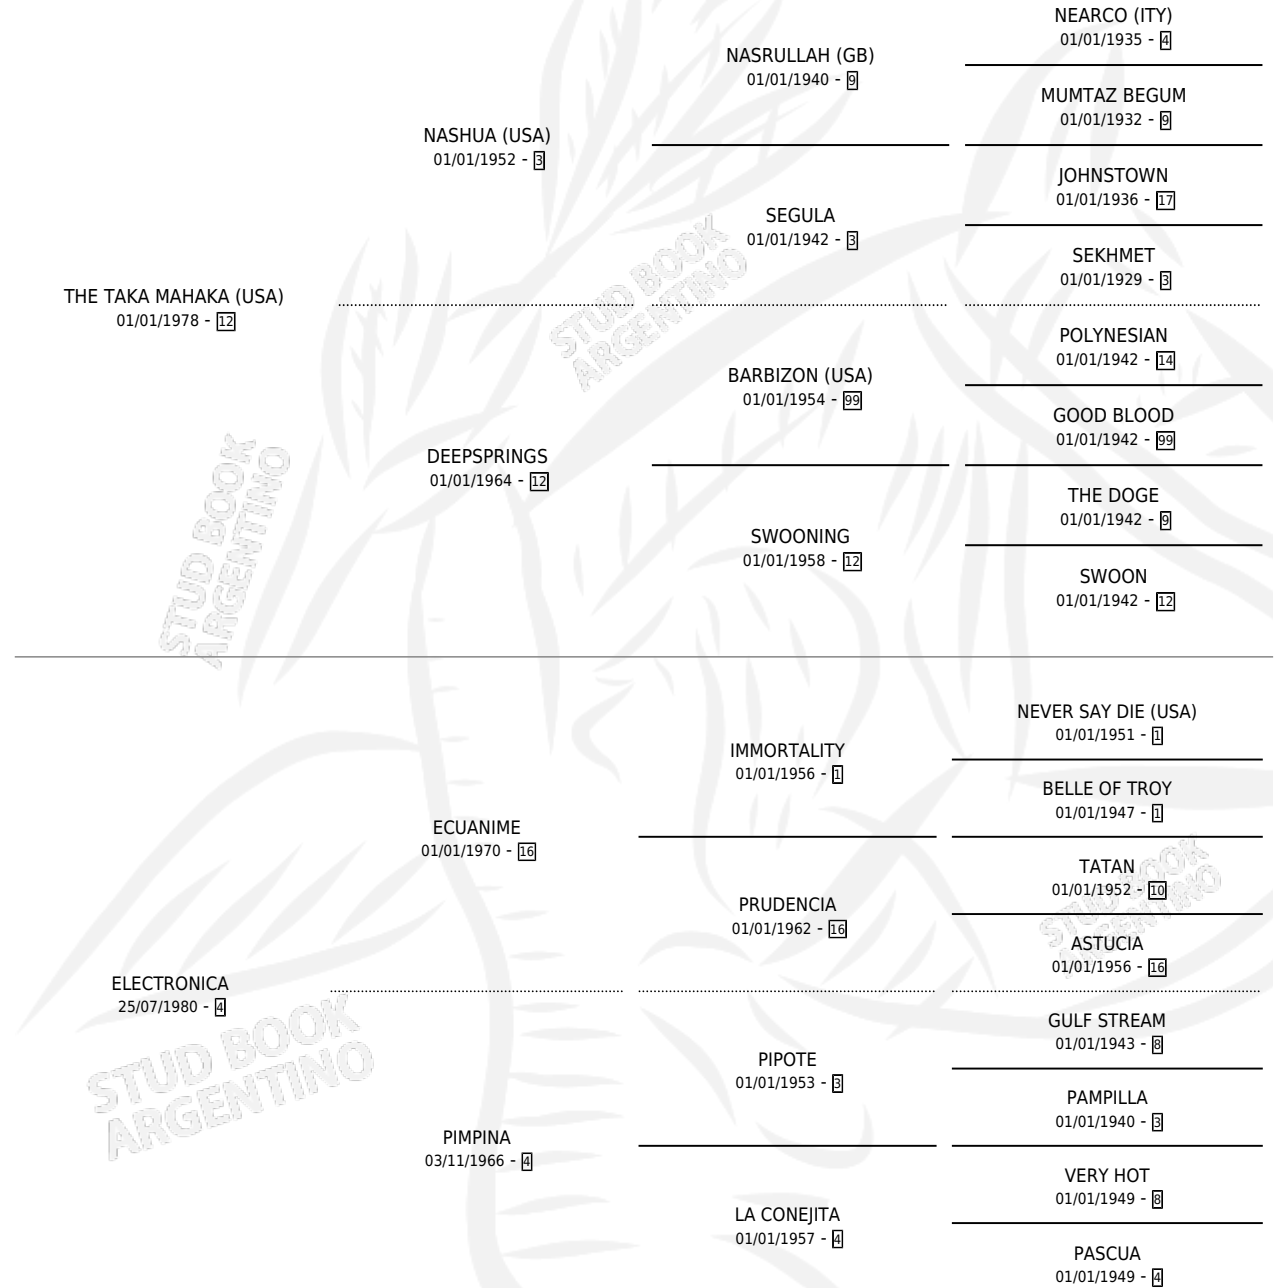 NEARCO (ITY)
01/01/1935 - 4
NASRULLAH (GB)
01/01/1940 - 9
MUMTAZ BEGUM
01/01/1932 - 9
NASHUA (USA)
01/01/1952 - 3
JOHNSTOWN
01/01/1936 - 17
SEGULA
01/01/1942 - 3
SEKHMET
01/01/1929 - 3
THE TAKA MAHAKA (USA)
01/01/1978 - 12
POLYNESIAN
01/01/1942 - 14
BARBIZON (USA)
01/01/1954 - 99
GOOD BLOOD
01/01/1942 - 99
DEEPSPRINGS
01/01/1964 - 12
THE DOGE
01/01/1942 - 9
SWOONING
01/01/1958 - 12
SWOON
01/01/1942 - 12
STUD BOOK
ARGENTINO
STUD BOOK
ARGENTINO
NEVER SAY DIE (USA)
01/01/1951 - 1
IMMORTALITY
01/01/1956 - 1
BELLE OF TROY
01/01/1947 - 1
ECUANIME
01/01/1970 - 16
TATAN
01/01/1952 - 10
PRUDENCIA
01/01/1962 - 16
ASTUCIA
01/01/1956 - 16
STUD BOOK
ARGENTINO
ELECTRONICA
25/07/1980 - 4
GULF STREAM
01/01/1943 - 8
PIPOTE
01/01/1953 - 3
PAMPILLA
01/01/1940 - 3
PIMPINA
03/11/1966 - 4
VERY HOT
01/01/1949 - 8
LA CONEJITA
01/01/1957 - 4
PASCUA
01/01/1949 - 4
STUD BOOK
ARGENTINO